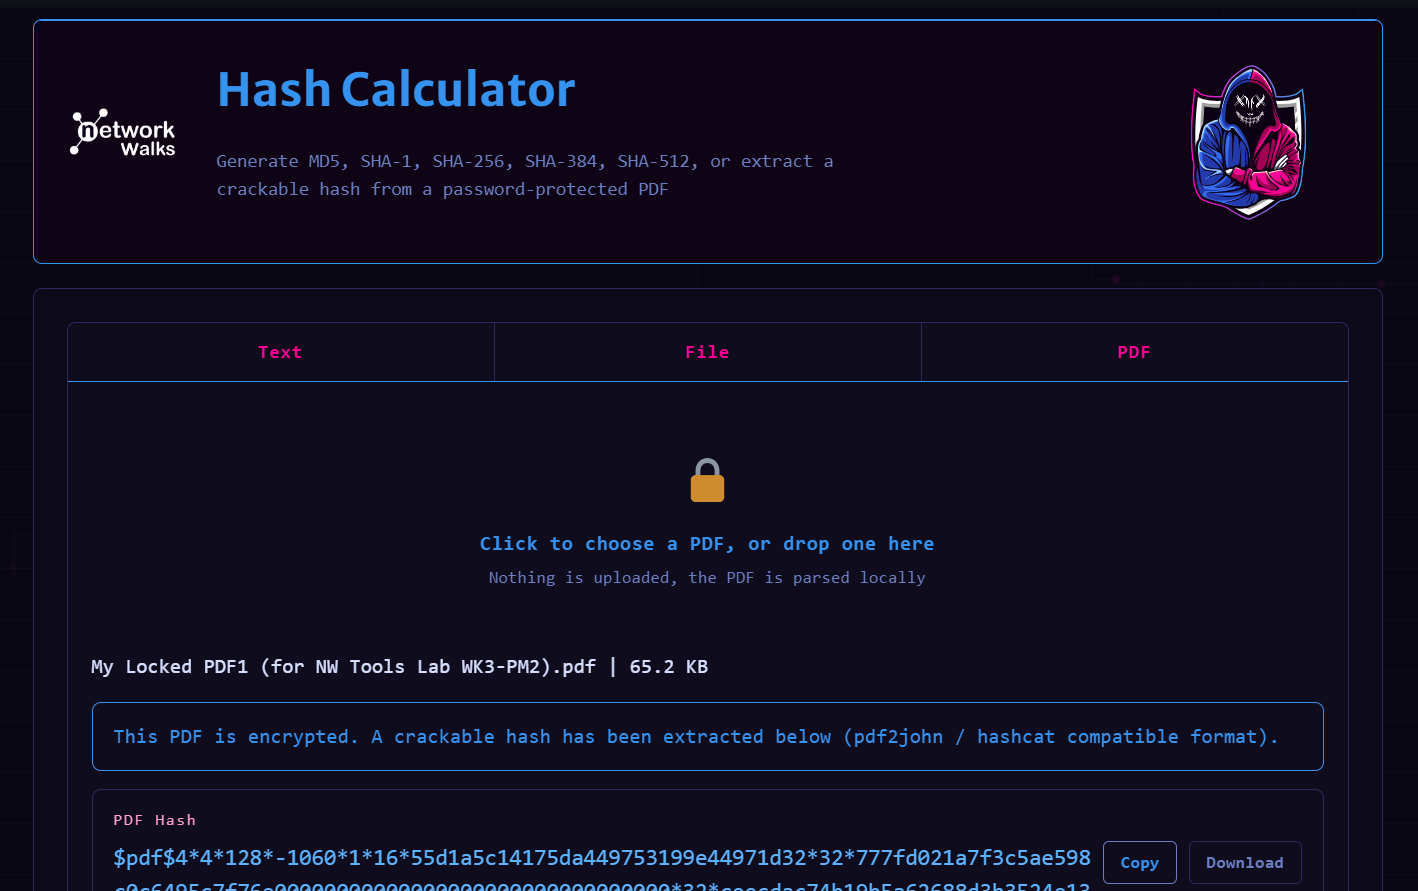 network
Walks
Hash Calculator
Generate MD5, SHA-1, SHA-256, SHA-384, SHA-512, or extract a
crackable hash from a password-protected PDF
Text
File
PDF
Click to choose a PDF, or drop one here
Nothing is uploaded, the PDF is parsed locally
My Locked PDF1 (for NW Tools Lab WK3-PM2).pdf | 65.2 KB
This PDF is encrypted. A crackable hash has been extracted below (pdf2john / hashcat compatible format).
PDF Hash
$pdf$4*4*128*-1060*1*16*55d1a5c14175da449753199e44971d32*32*777fd021a7f3c5ae598
Copy
Download